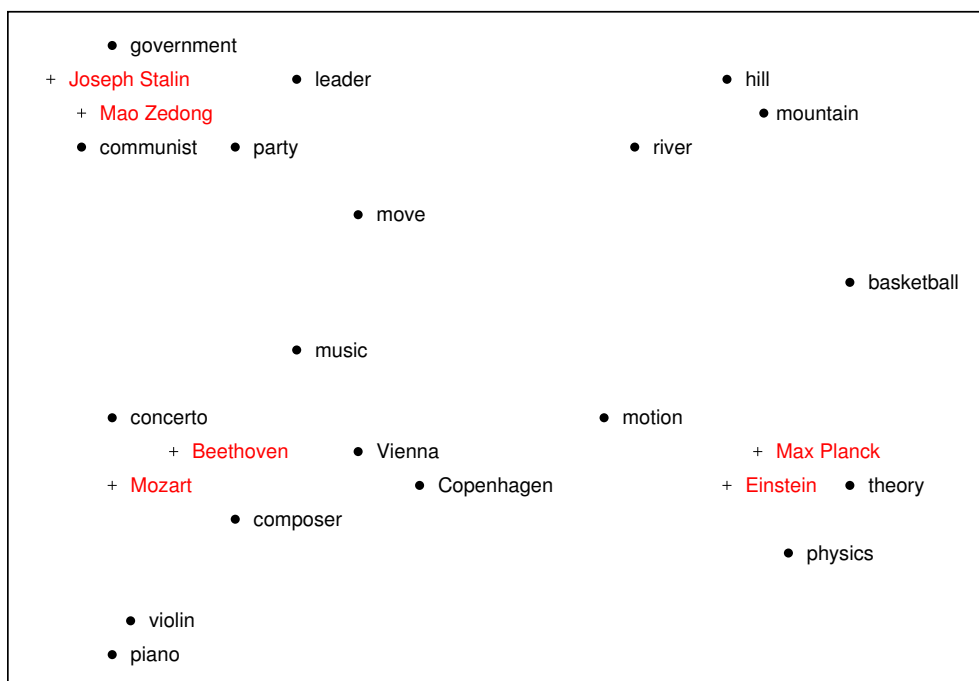 government
Joseph Stalin
leader
hill
Mao Zedong
mountain
communist
party
river
move
basketball
music
concerto
motion
Beethoven
Vienna
Max Planck
Mozart
Copenhagen
Einstein
theory
composer
physics
violin
piano